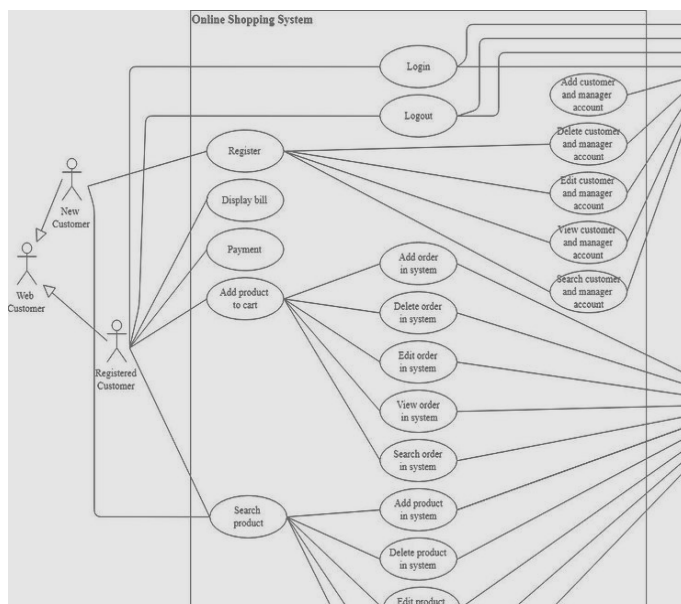 Online Shopping System
Login
Logout
Add customer
and manager
account
Delete customer
and manager
account
Register
Edit customer
and manager
account
Display bill
View customer
and manager
account
New
Customer
Payment
Web
Customer
Add product
to cart
Add order
in system
Search customer
and manager
account
Delete order
in system
Registered
Customer
Edit order
in system
View order
in system
Search order
in system
Search
product
Add product
in system
Delete product
in system
Edit product